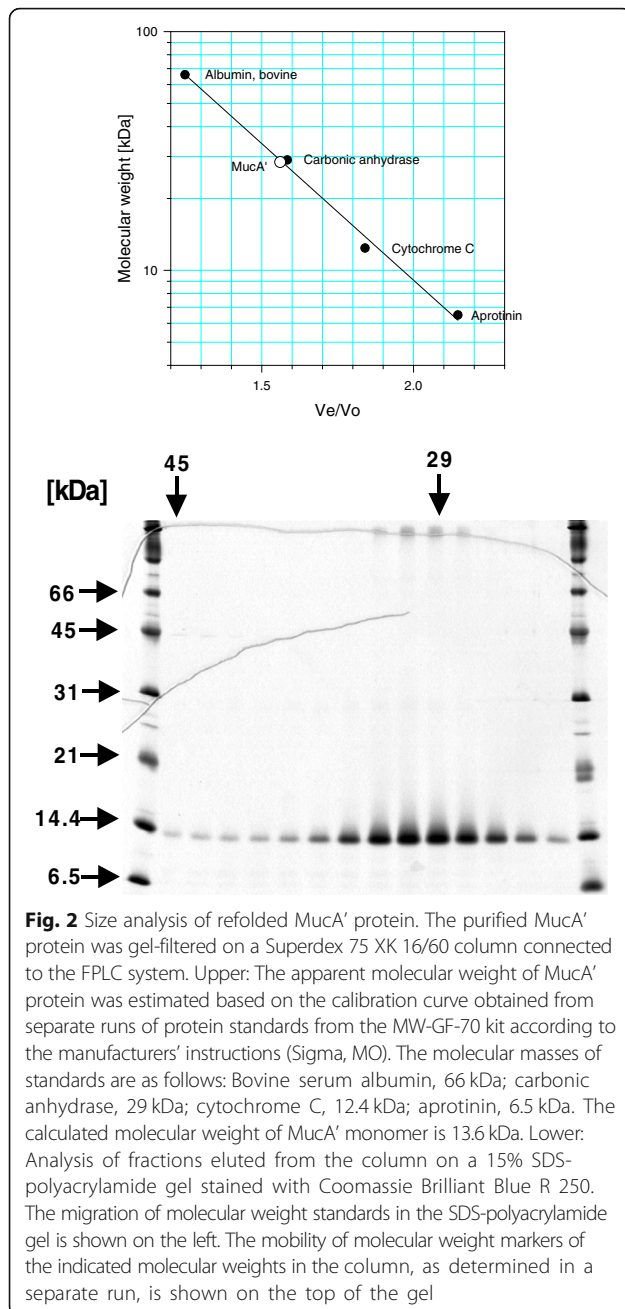 100
Albumin, bovine
Molecular weight [kDa]
MucA'
Carbonic anhydrase
Cytochrome C
10
Aprotinin
1.5
2.0
Ve/Vo
45
29
[kDa]
66
45
31
21
14.4
6.5
Fig. 2 Size analysis of refolded MucA' protein. The purified MucA'
protein was gel-filtered on a Superdex 75 XK 16/60 column connected
to the FPLC system. Upper: The apparent molecular weight of MucA'
protein was estimated based on the calibration curve obtained from
separate runs of protein standards from the MW-GF-70 kit according to
the manufacturers' instructions (Sigma, MO). The molecular masses of
standards are as follows: Bovine serum albumin, 66 kDa; carbonic
anhydrase, 29 kDa; cytochrome C, 12.4 kDa; aprotinin, 6.5 kDa. The
calculated molecular weight of MucA' monomer is 13.6 kDa. Lower:
Analysis of fractions eluted from the column on a 15% SDS-
polyacrylamide gel stained with Coomassie Brilliant Blue R 250.
The migration of molecular weight standards in the SDS-polyacrylamide
gel is shown on the left. The mobility of molecular weight markers of
the indicated molecular weights in the column, as determined in a
separate run, is shown on the top of the gel